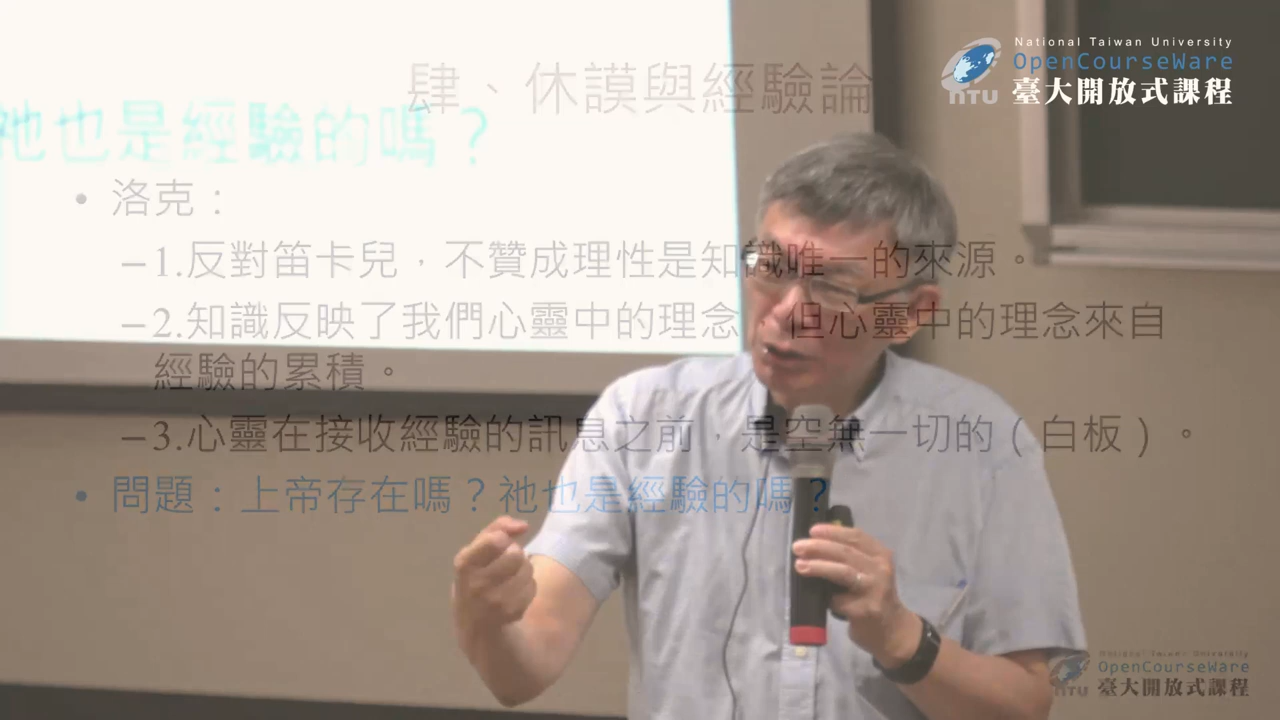 National Taiwan University
OpenCourseWare
NTU 臺大開放式課程
肆、休謨與經驗論
祂也是經驗的嗎？
• 洛克：
–1.反對笛卡兒，不贊成理性是知識唯一的來源。
–2.知識反映了我們心靈中的理念，但心靈中的理念來自
經驗的累積。
–3.心靈在接收經驗的訊息之前，是空無一切的（白板）。
• 問題：上帝存在嗎？祂也是經驗的嗎？
National Taiwan University
OpenCourseWare
NTU 臺大開放式課程